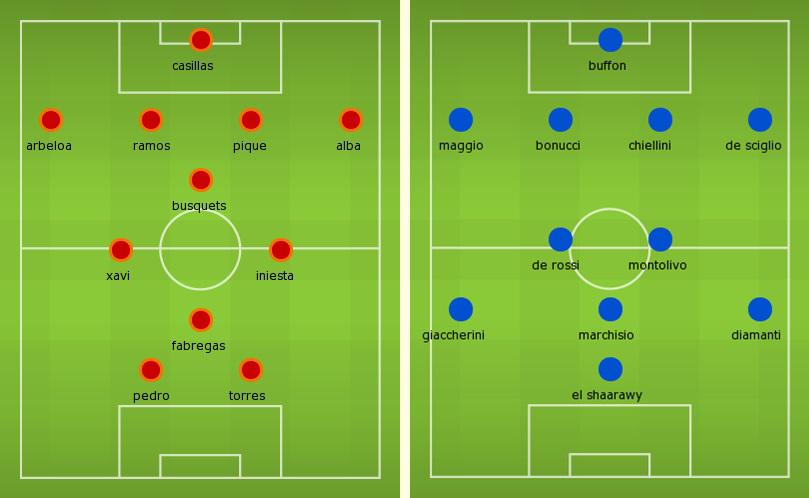 casillas
arbeloa
ramos
pique
alba
busquets
xavi
iniesta
fabregas
pedro
torres
buffon
maggio
bonucci
chiellini
de sciglio
de rossi
montolivo
giaccherini
marchisio
diamanti
el shaarawy